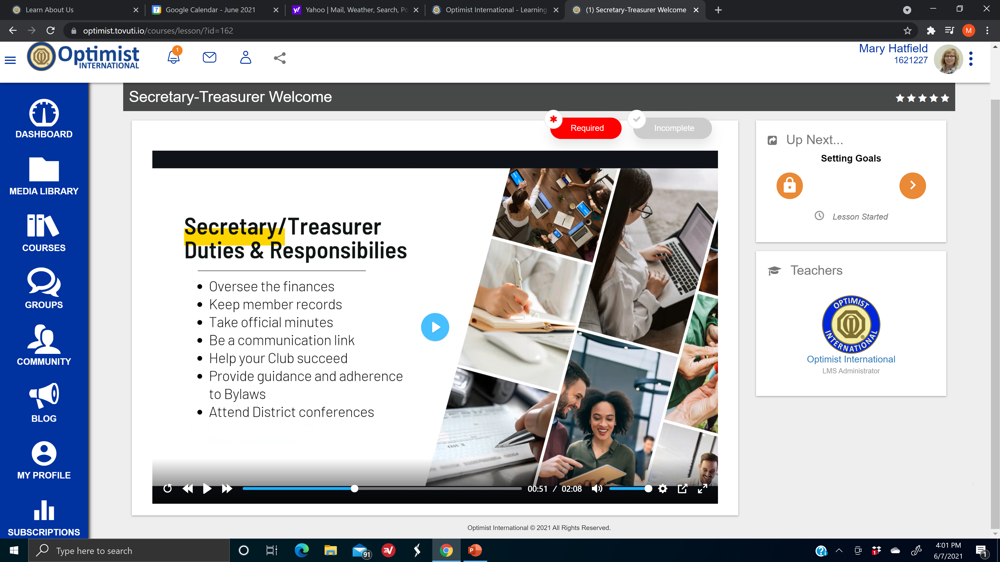 Learn About Us
Google Calendar - June 2021
Yahoo | Mail, Weather, Search, Po
Optimist International - Learning
(1) Secretary-Treasurer Welcome
optimist.tovuti.io/courses/lesson/?id=162
M
Optimist
INTERNATIONAL
1
Mary Hatfield
1621227
Secretary-Treasurer Welcome
Required
Incomplete
DASHBOARD
MEDIA LIBRARY
COURSES
GROUPS
COMMUNITY
BLOG
MY PROFILE
SUBSCRIPTIONS
Secretary/Treasurer
Duties & Responsibilies
• Oversee the finances
• Keep member records
• Take official minutes
• Be a communication link
• Help your Club succeed
• Provide guidance and adherence
to Bylaws
• Attend District conferences
00:51 / 02:08
Up Next...
Setting Goals
Lesson Started
Teachers
OPTIMIST
INTERNATIONAL
Optimist International
LMS Administrator
Optimist International © 2021 All Rights Reserved.
Type here to search
91
4:01 PM
6/7/2021
1